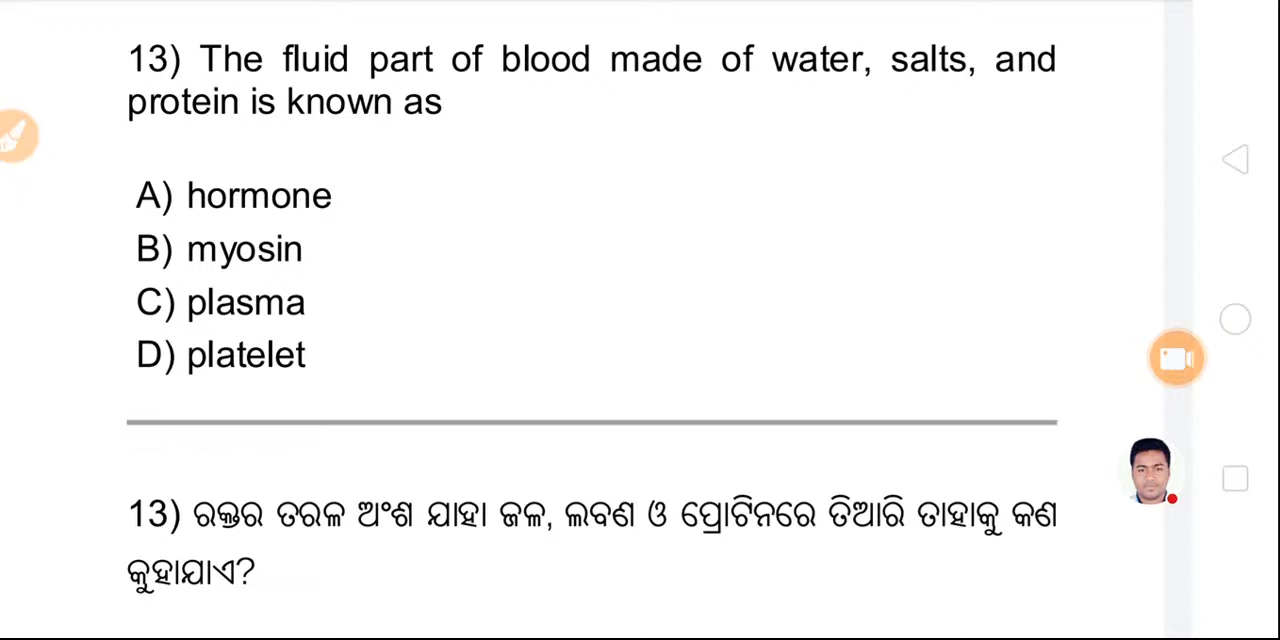 13) The fluid part of blood made of water, salts, and
protein is known as
A) hormone
B) myosin
C) plasma
D) platelet
13) ରକ୍ତର ତରଳ ଅଂଶ ଯାହା ଜଳ, ଲବଣ ଓ ପ୍ରୋଟିନରେ ତିଆରି ତାହାକୁ କଣ
କୁହାଯାଏ?